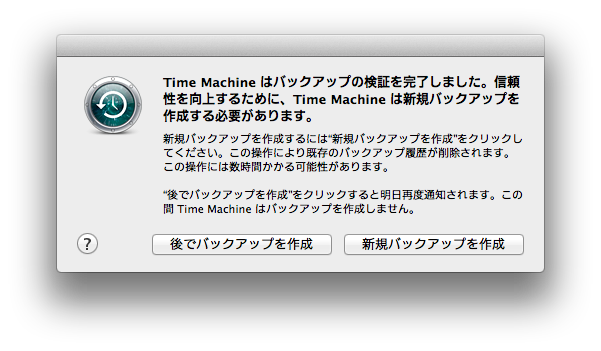 Time Machine はバックアップの検証を完了しました。信頼
性を向上するために、Time Machine は新規バックアップを
作成する必要があります。
新規バックアップを作成するには“新規バックアップを作成”をクリックし
てください。この操作により既存のバックアップ履歴が削除されます。
この操作には数時間かかる可能性があります。
“後でバックアップを作成”をクリックすると明日再度通知されます。この
間 Time Machine はバックアップを作成しません。
?
後でバックアップを作成
新規バックアップを作成